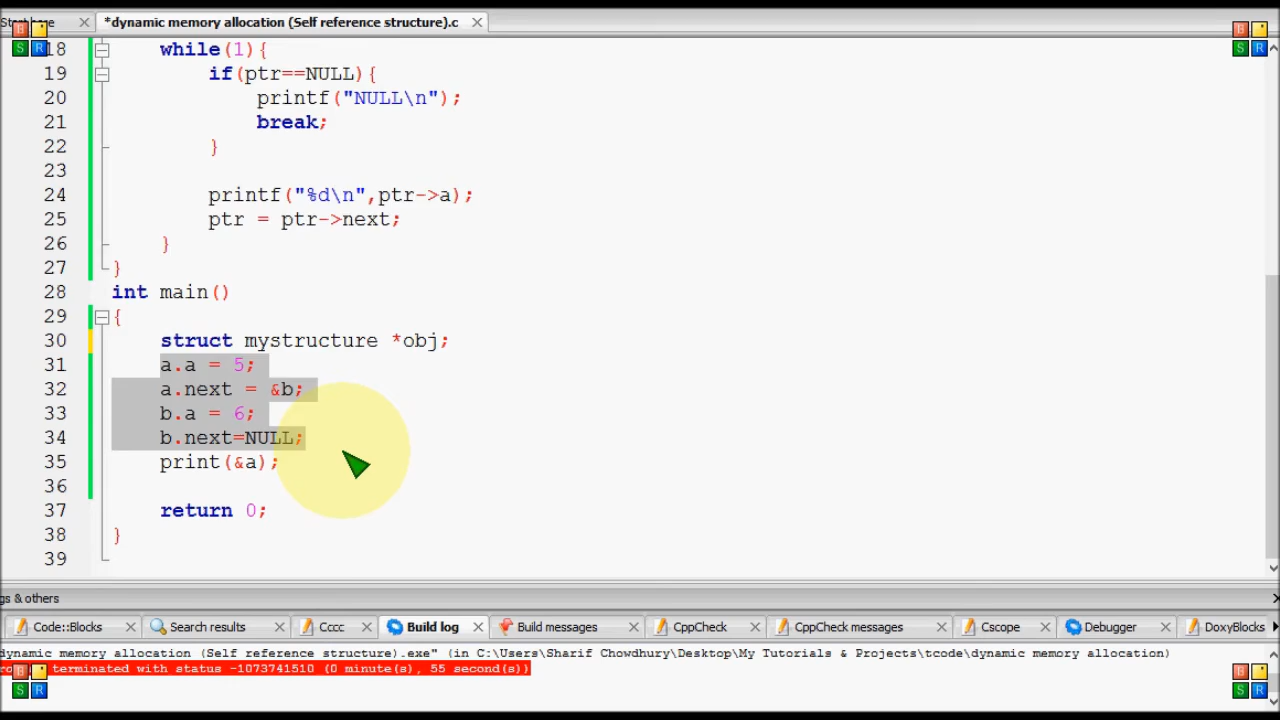 *dynamic memory allocation (Self reference structure).c
B S R
18 while(1){
19 if(ptr==NULL){
20 printf("NULL\n");
21 break;
22 }
23
24 printf("%d\n",ptr->a);
25 ptr = ptr->next;
26 }
27 }
28 int main()
29 {
30 struct mystructure *obj;
31 a.a = 5;
32 a.next = &b;
33 b.a = 6;
34 b.next=NULL;
35 print(&a);
36
37 return 0;
38 }
39
gs & others
Code::Blocks Search results Cccc Build log Build messages CppCheck CppCheck messages Cscope Debugger DoxyBlocks
dynamic memory allocation (Self reference structure).exe" (in C:\Users\Sharif Chowdhury\Desktop\My Tutorials & Projects\tcode\dynamic memory allocation)
terminated with status -1073741510 (0 minute(s), 55 second(s))
B S R